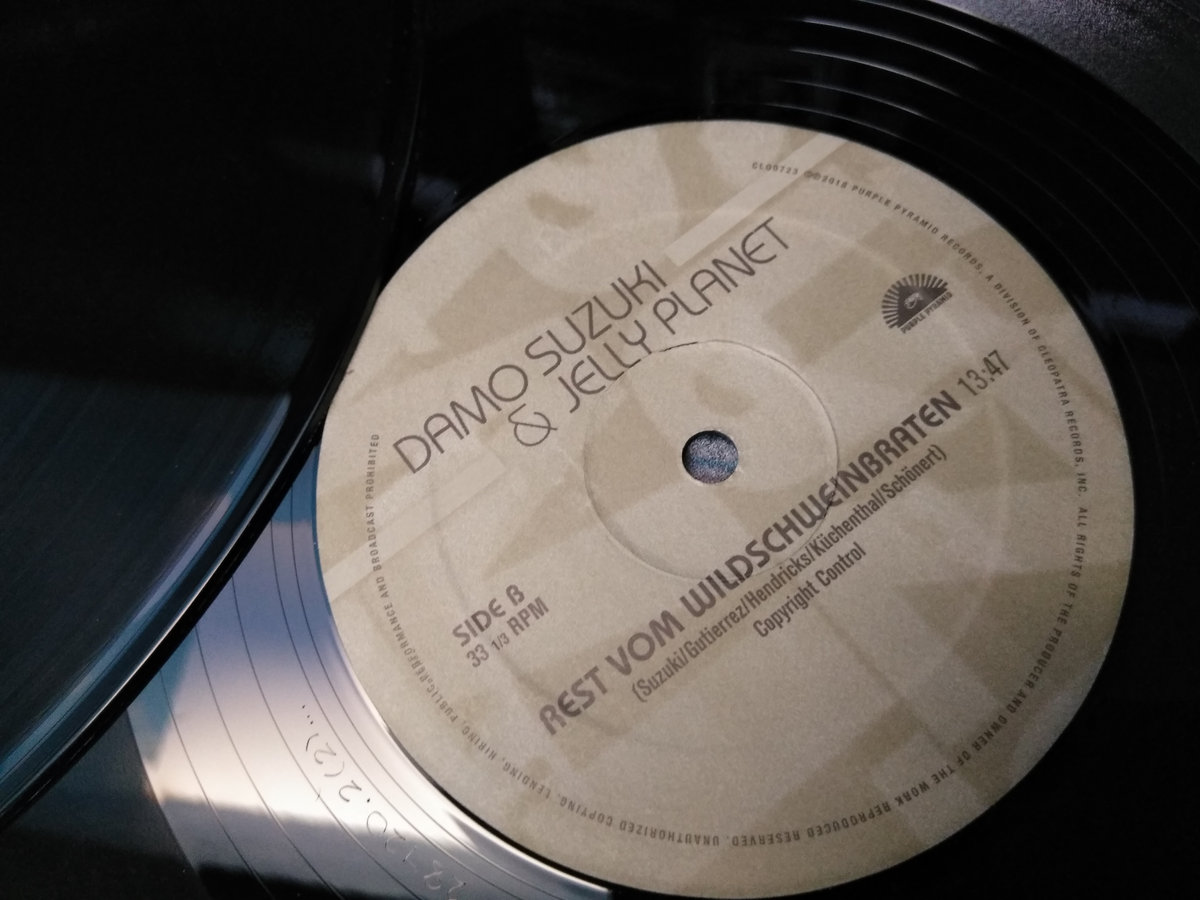 DAMO SUZUKI
& JELLY PLANET
PURPLE PYRAMID
SIDE B
33 1/3 RPM
REST VOM WILDSCHWEINBRATEN 13:47
(Suzuki/Gutierrez/Hendricks/Küchenthal/Schönert)
Copyright Control
CLO0723 ℗©2018 PURPLE PYRAMID RECORDS, A DIVISION OF CLEOPATRA RECORDS, INC. ALL RIGHTS OF THE PRODUCER AND OWNER OF THE WORK REPRODUCED RESERVED. UNAUTHORIZED COPYING, LENDING, HIRING, PUBLIC PERFORMANCE AND BROADCAST PROHIBITED